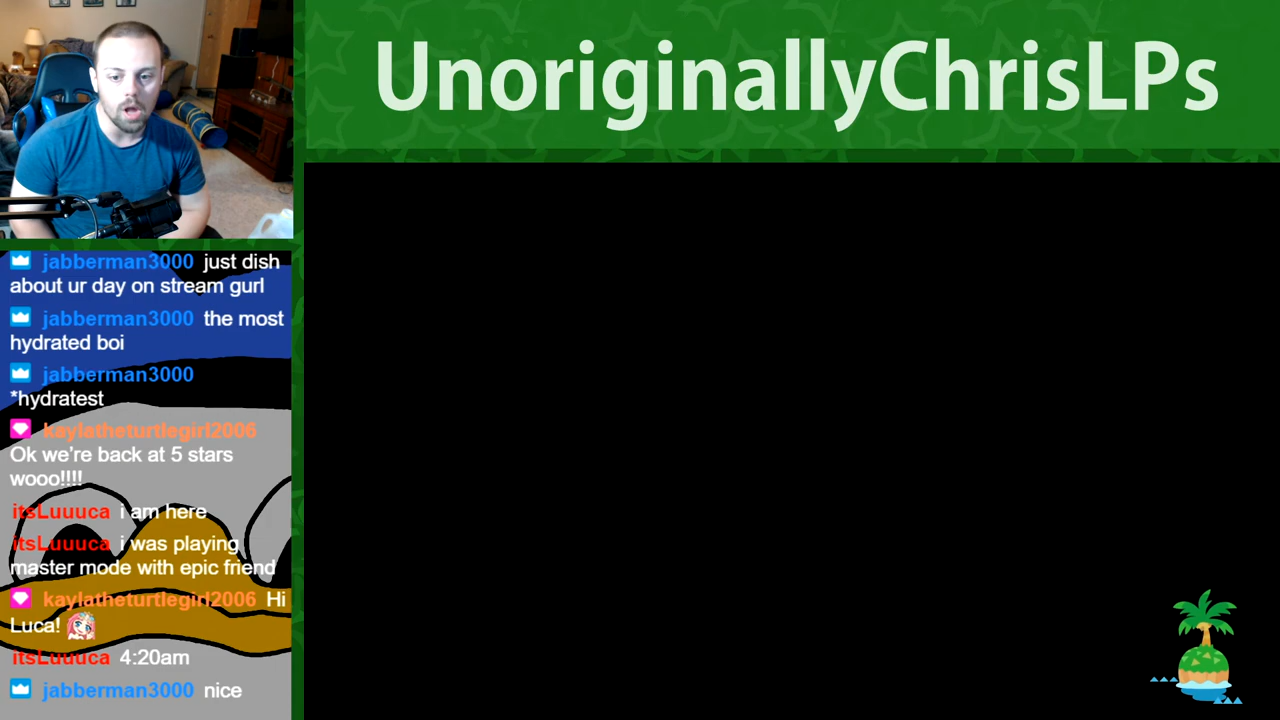 UnoriginallyChrisLPs
jabberman3000 just dish
about ur day on stream gurl
jabberman3000 the most
hydrated boi
jabberman3000
*hydratest
kaylatheturtlegirl2006
Ok we're back at 5 stars
wooo!!!!
itsLuuuca i am here
itsLuuuca i was playing
master mode with epic friend
kaylatheturtlegirl2006 Hi
Luca!
itsLuuuca 4:20am
jabberman3000 nice